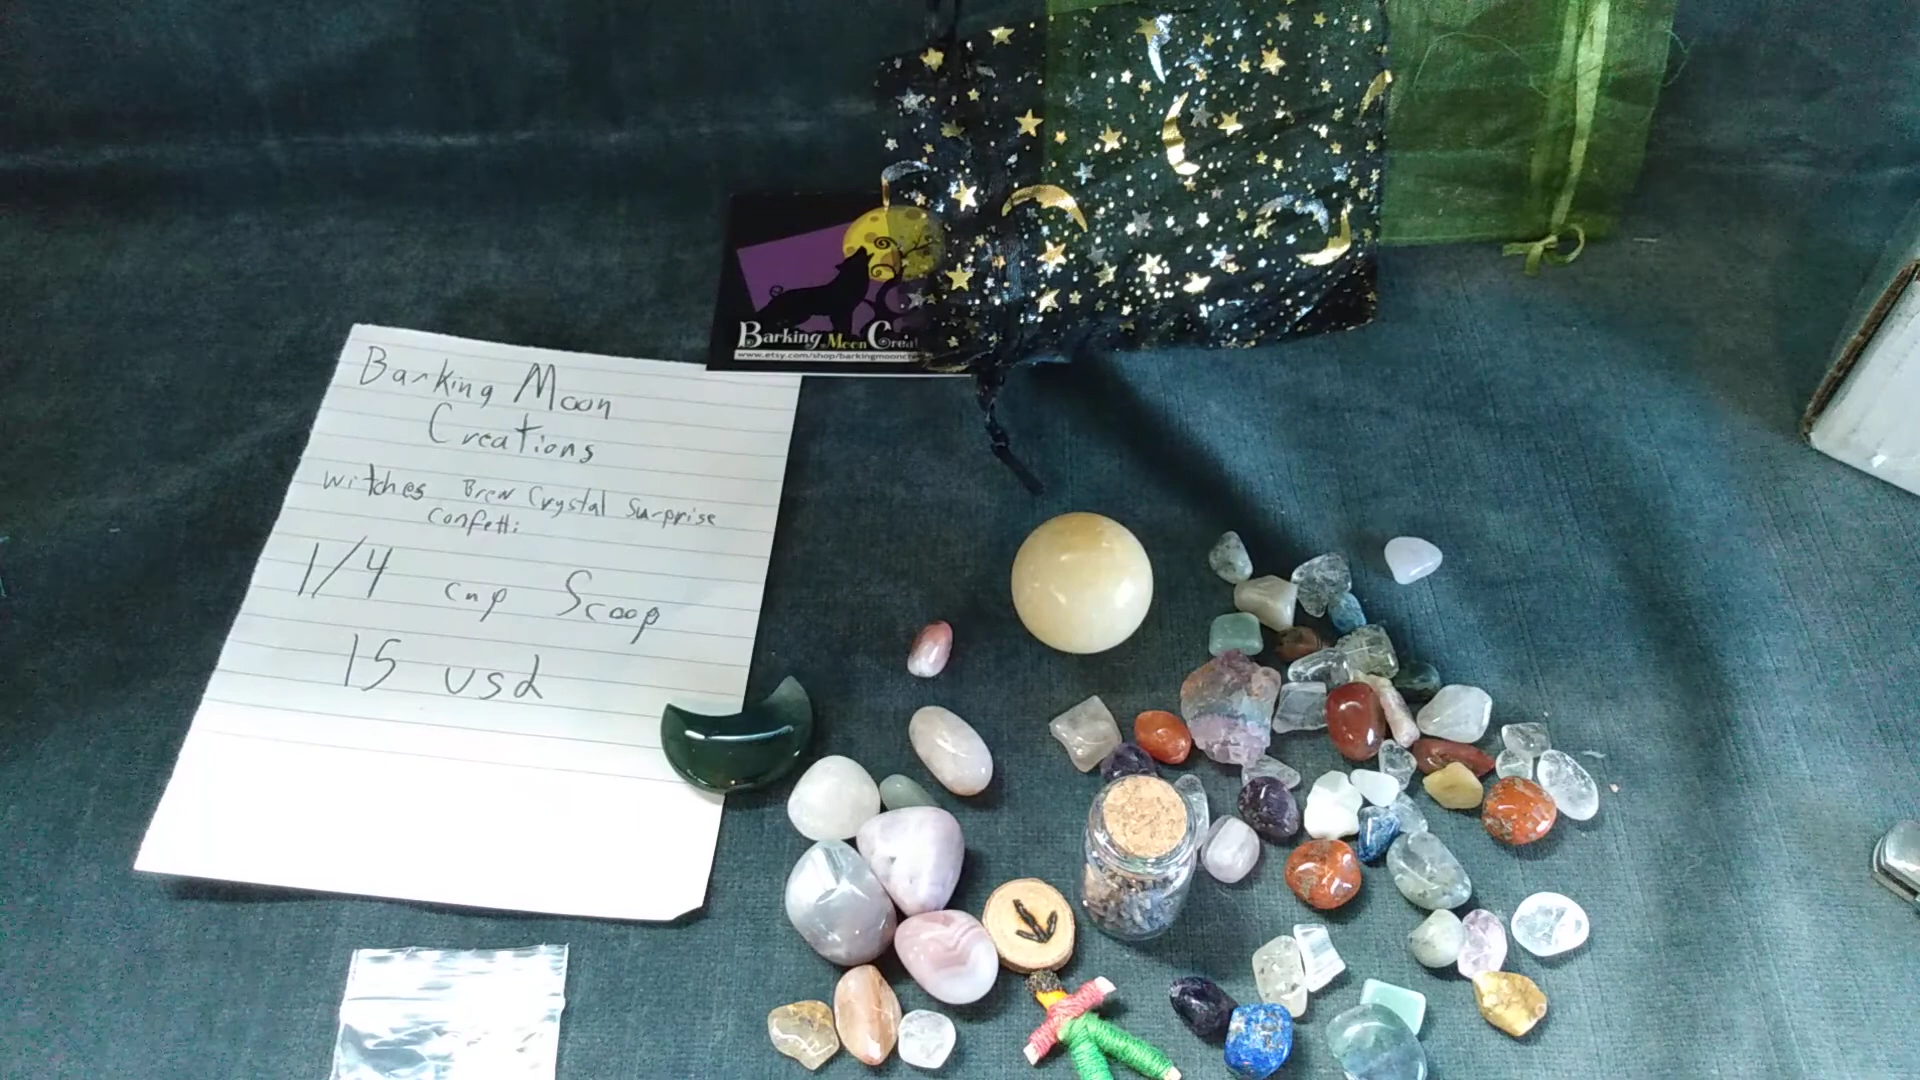 Barking Moon Creat
www.etsy.com/shop/barkingmooncr
Barking Moon
Creations
Witches Brew Crystal Surprise
Confetti
1/4 cup Scoop
15 usd